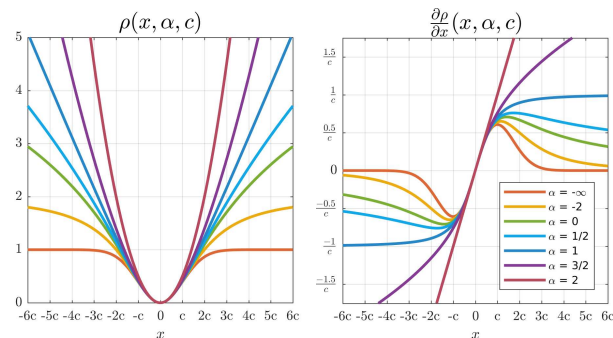 ρ(x, α, c)
5
4
3
2
1
0
-6c -5c -4c -3c -2c -c 0 c 2c 3c 4c 5c 6c
x
∂ρ/∂x (x, α, c)
1.5/c
1/c
0.5/c
0
-0.5/c
-1/c
-1.5/c
α = -∞
α = -2
α = 0
α = 1/2
α = 1
α = 3/2
α = 2
-6c -5c -4c -3c -2c -c 0 c 2c 3c 4c 5c 6c
x